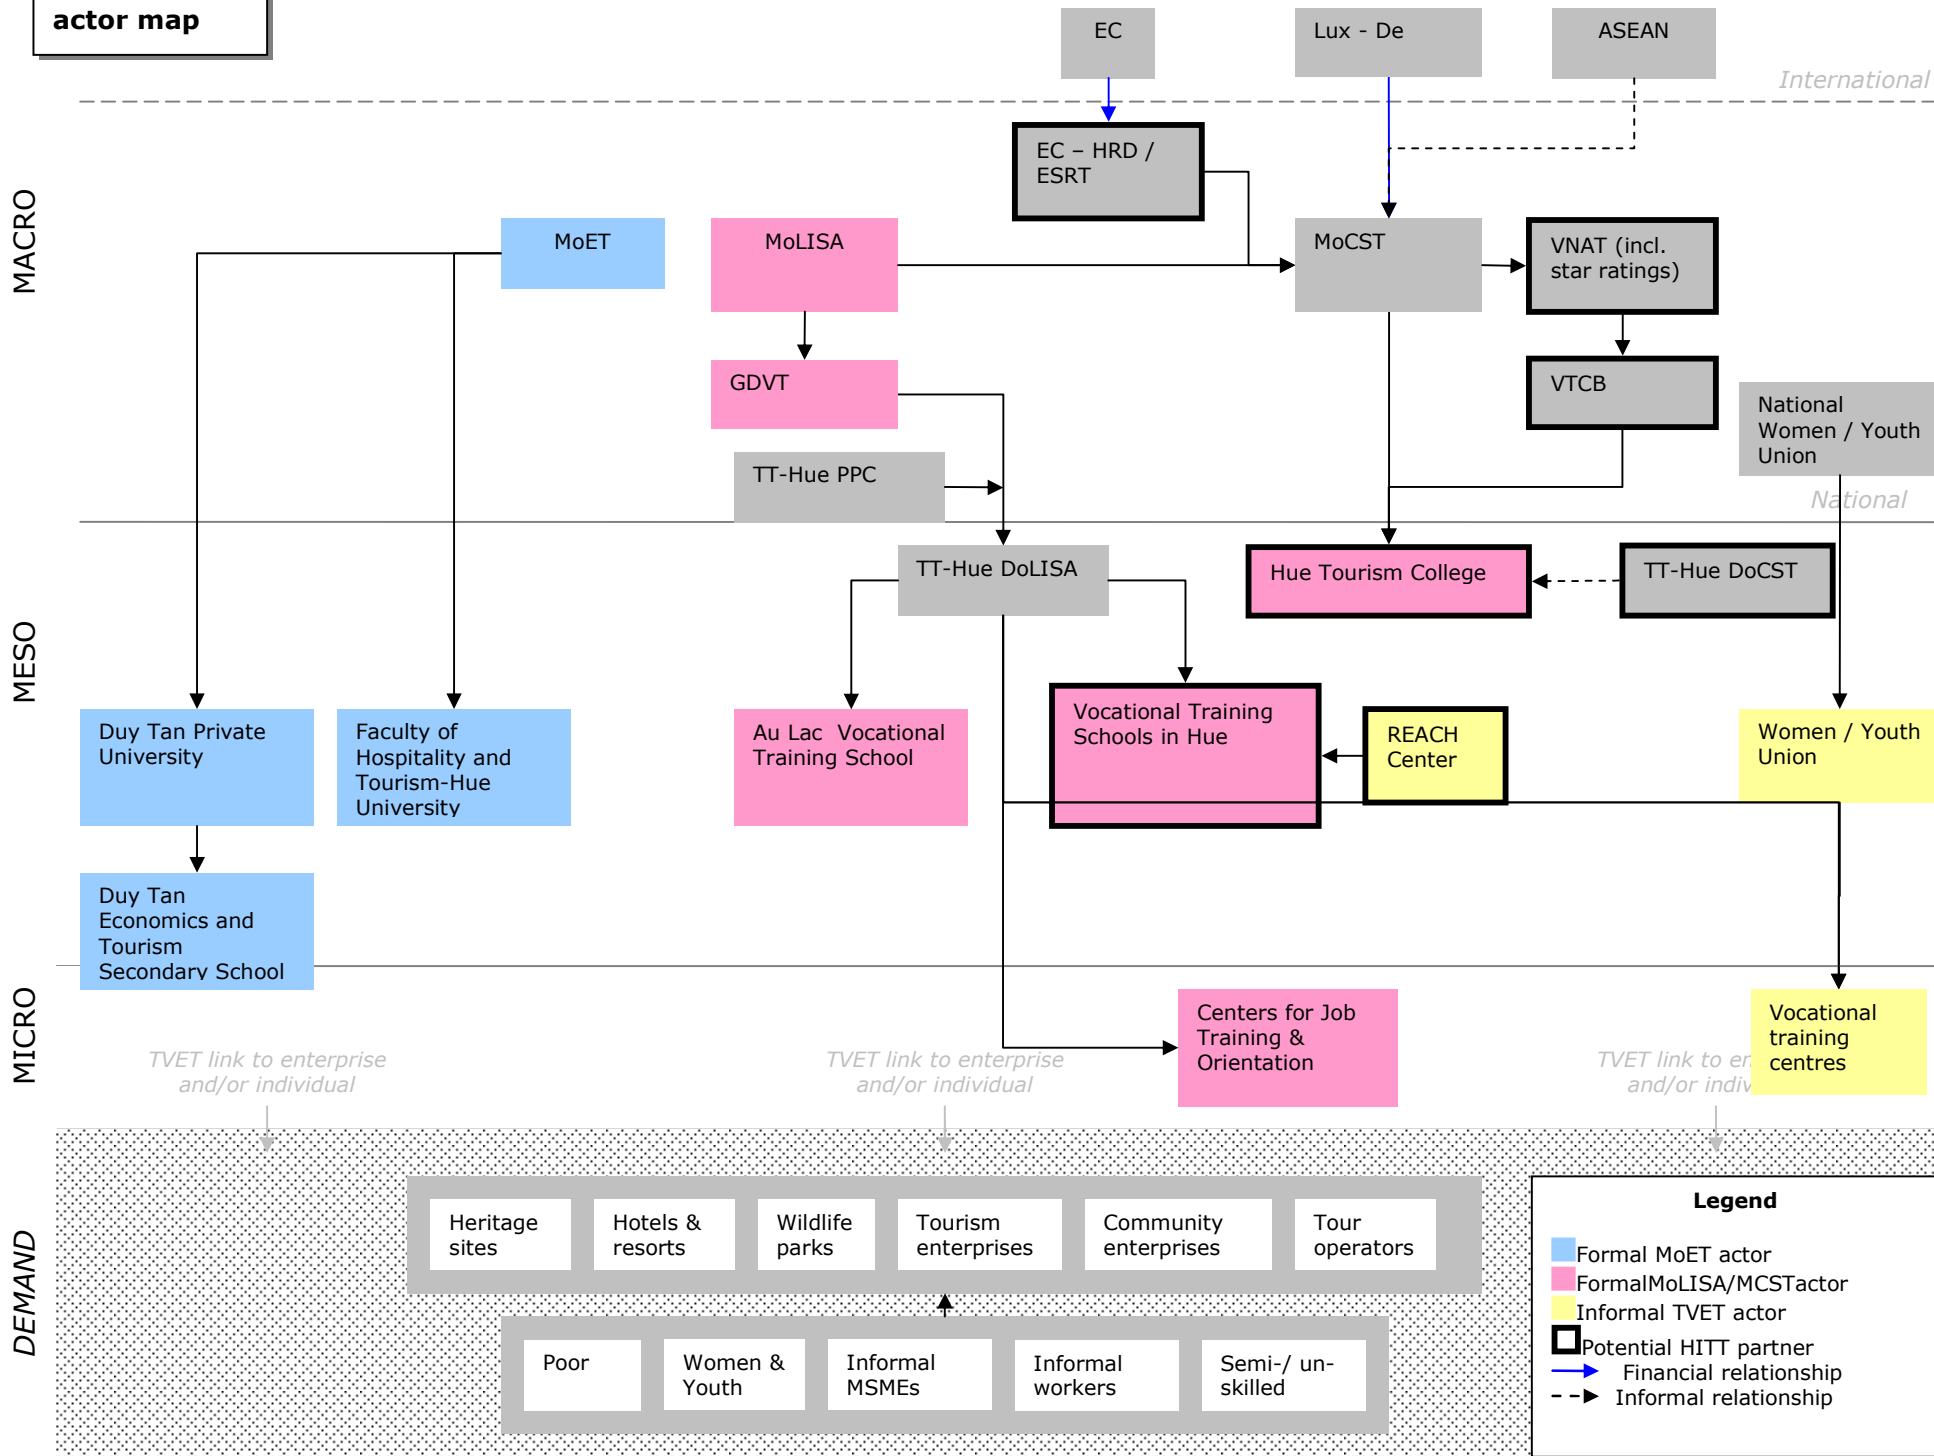 actor map
EC
Lux - De
ASEAN
International
MACRO
EC – HRD /
ESRT
MoET
MoLISA
MoCST
VNAT (incl.
star ratings)
GDVT
VTCB
National
Women / Youth
Union
TT-Hue PPC
National
MESO
TT-Hue DoLISA
Hue Tourism College
TT-Hue DoCST
Duy Tan Private
University
Faculty of
Hospitality and
Tourism-Hue
University
Au Lac Vocational
Training School
Vocational Training
Schools in Hue
REACH
Center
Women / Youth
Union
Duy Tan
Economics and
Tourism
Secondary School
MICRO
Centers for Job
Training &
Orientation
Vocational
training
centres
TVET link to enterprise
and/or individual
TVET link to enterprise
and/or individual
TVET link to en
and/or indiv
DEMAND
Heritage
sites
Hotels &
resorts
Wildlife
parks
Tourism
enterprises
Community
enterprises
Tour
operators
Poor
Women &
Youth
Informal
MSMEs
Informal
workers
Semi-/ un-
skilled
Legend
Formal MoET actor
FormalMoLISA/MCSTactor
Informal TVET actor
Potential HITT partner
Financial relationship
Informal relationship